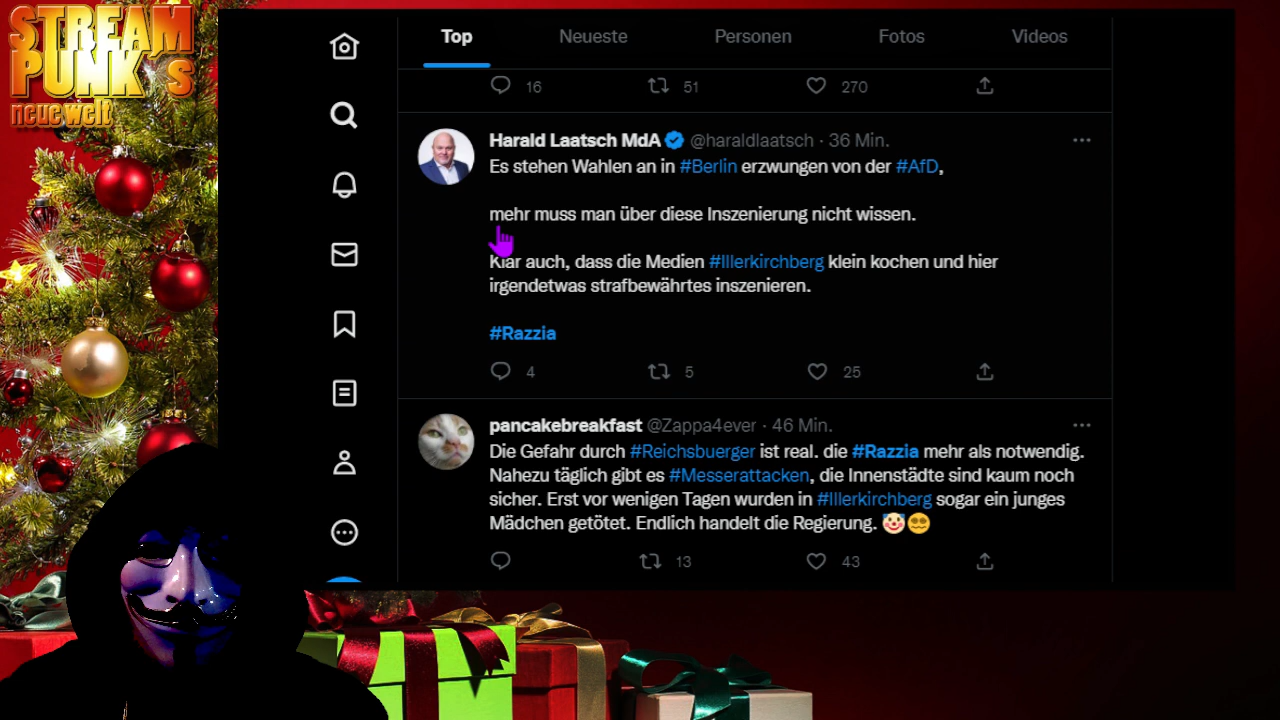 STREAM
PUNK´s
neue welt
Top Neueste Personen Fotos Videos
16 51 270
Harald Laatsch MdA @haraldlaatsch · 36 Min.
Es stehen Wahlen an in #Berlin erzwungen von der #AfD,
mehr muss man über diese Inszenierung nicht wissen.
Klar auch, dass die Medien #Illerkirchberg klein kochen und hier
irgendetwas strafbewährtes inszenieren.
#Razzia
4 5 25
pancakebreakfast @Zappa4ever · 46 Min.
Die Gefahr durch #Reichsbuerger ist real. die #Razzia mehr als notwendig.
Nahezu täglich gibt es #Messerattacken, die Innenstädte sind kaum noch
sicher. Erst vor wenigen Tagen wurden in #Illerkirchberg sogar ein junges
Mädchen getötet. Endlich handelt die Regierung. 🤡😵‍💫
13 43